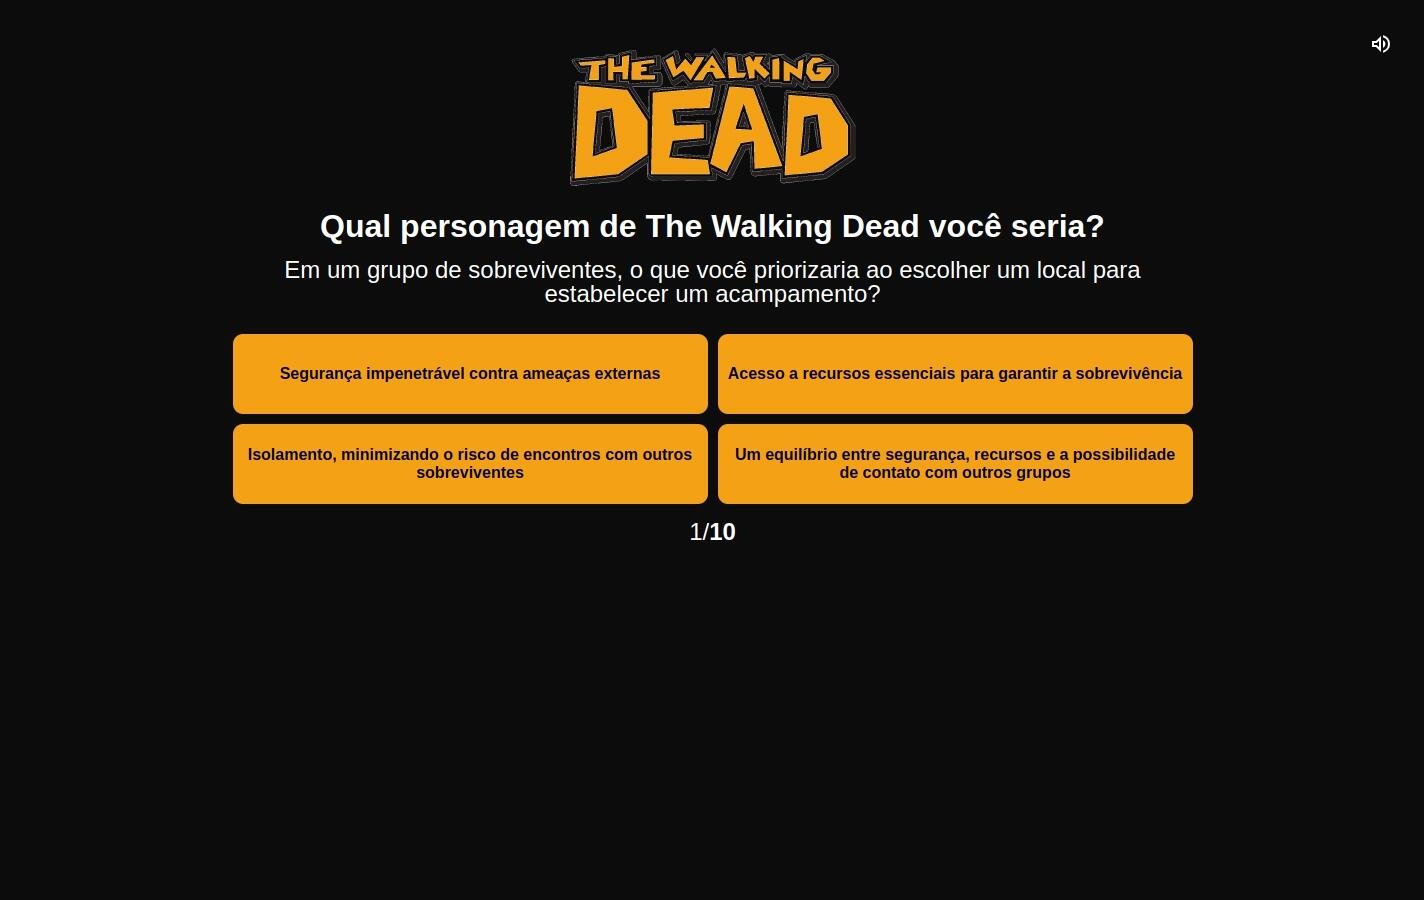 THE WALKING
DEAD
Qual personagem de The Walking Dead você seria?
Em um grupo de sobreviventes, o que você priorizaria ao escolher um local para
estabelecer um acampamento?
Segurança impenetrável contra ameaças externas
Acesso a recursos essenciais para garantir a sobrevivência
Isolamento, minimizando o risco de encontros com outros
sobreviventes
Um equilíbrio entre segurança, recursos e a possibilidade
de contato com outros grupos
1/10